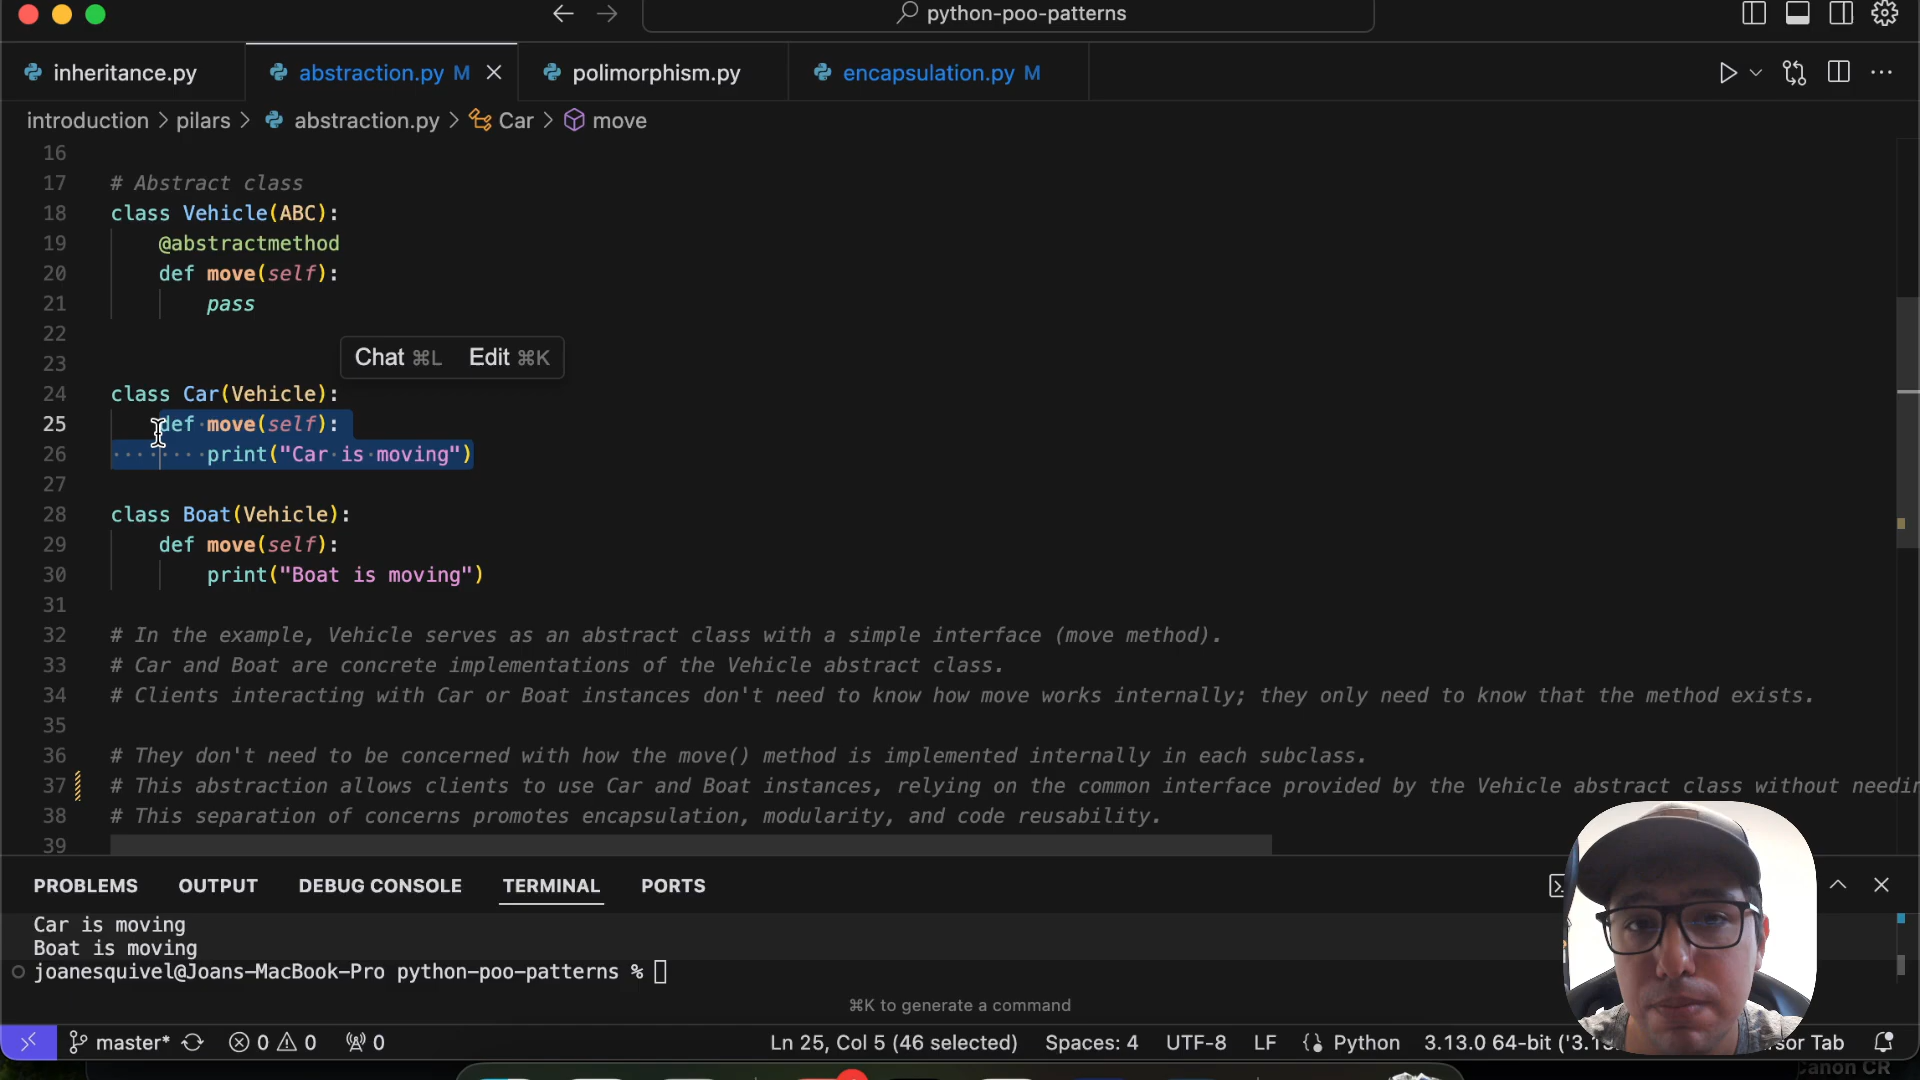 python-poo-patterns
inheritance.py
abstraction.py M
polimorphism.py
encapsulation.py M
introduction > pilars > abstraction.py > Car > move
16
17 # Abstract class
18 class Vehicle(ABC):
19 @abstractmethod
20 def move(self):
21 pass
22
Chat ⌘L Edit ⌘K
23
24 class Car(Vehicle):
25 def move(self):
26 print("Car is moving")
27
28 class Boat(Vehicle):
29 def move(self):
30 print("Boat is moving")
31
32 # In the example, Vehicle serves as an abstract class with a simple interface (move method).
33 # Car and Boat are concrete implementations of the Vehicle abstract class.
34 # Clients interacting with Car or Boat instances don't need to know how move works internally; they only need to know that the method exists.
35
36 # They don't need to be concerned with how the move() method is implemented internally in each subclass.
37 # This abstraction allows clients to use Car and Boat instances, relying on the common interface provided by the Vehicle abstract class without
38 # This separation of concerns promotes encapsulation, modularity, and code reusability.
39
PROBLEMS OUTPUT DEBUG CONSOLE TERMINAL PORTS
Car is moving
Boat is moving
joanesquivel@Joans-MacBook-Pro python-poo-patterns %
⌘K to generate a command
master* 0 0 0 Ln 25, Col 5 (46 selected) Spaces: 4 UTF-8 LF Python 3.13.0 64-bit Tab